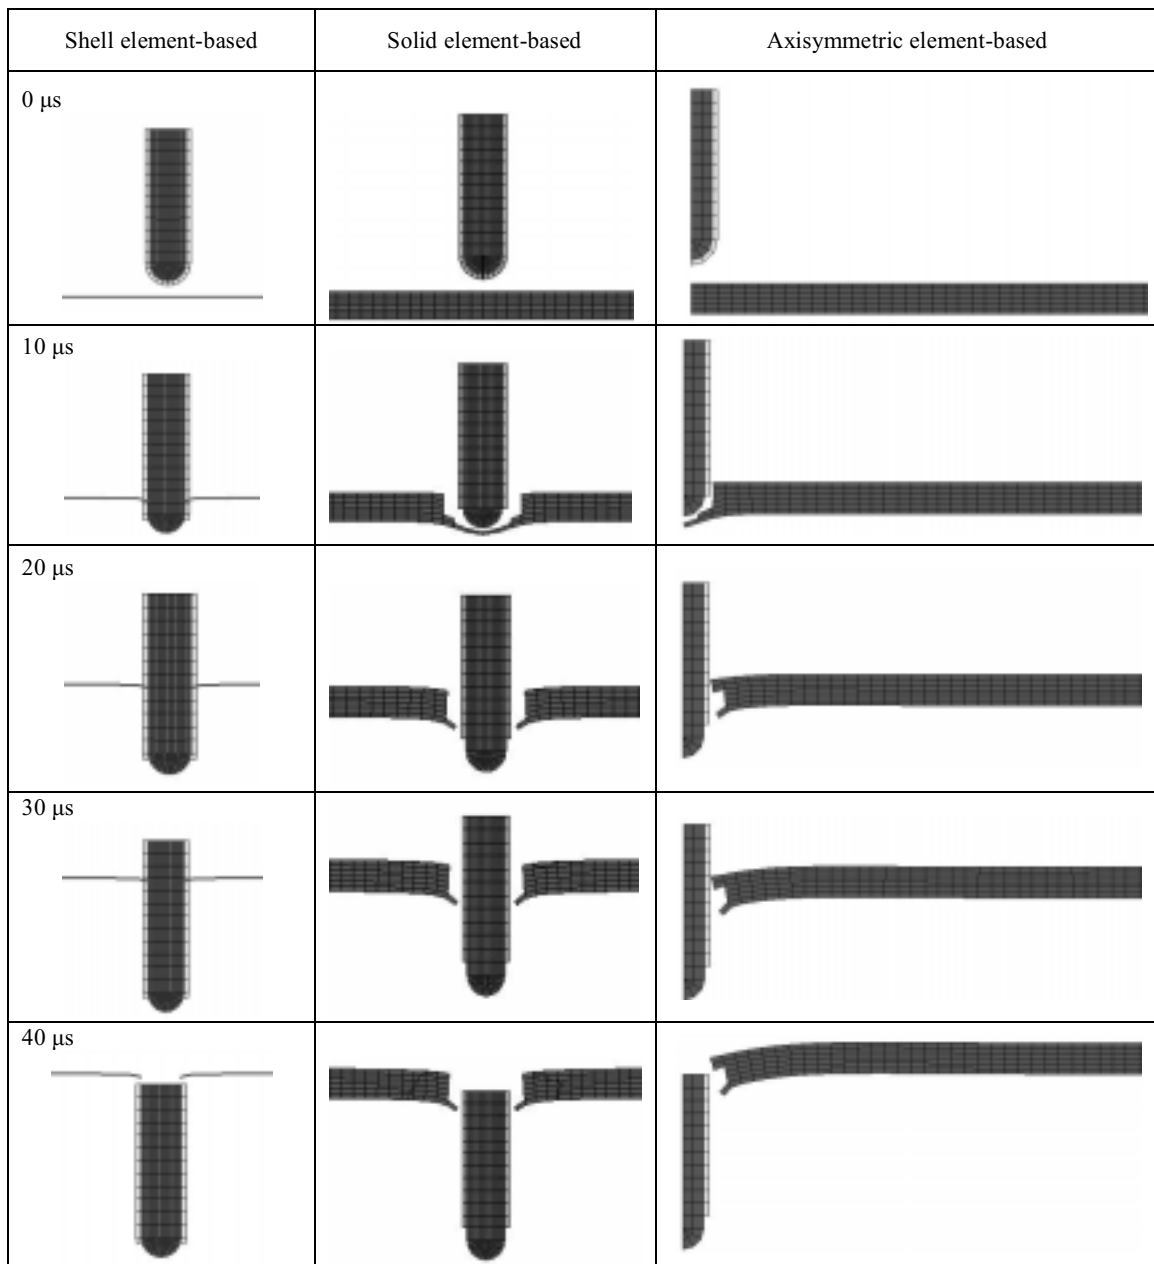 Shell element-based
Solid element-based
Axisymmetric element-based
0 μs
10 μs
20 μs
30 μs
40 μs